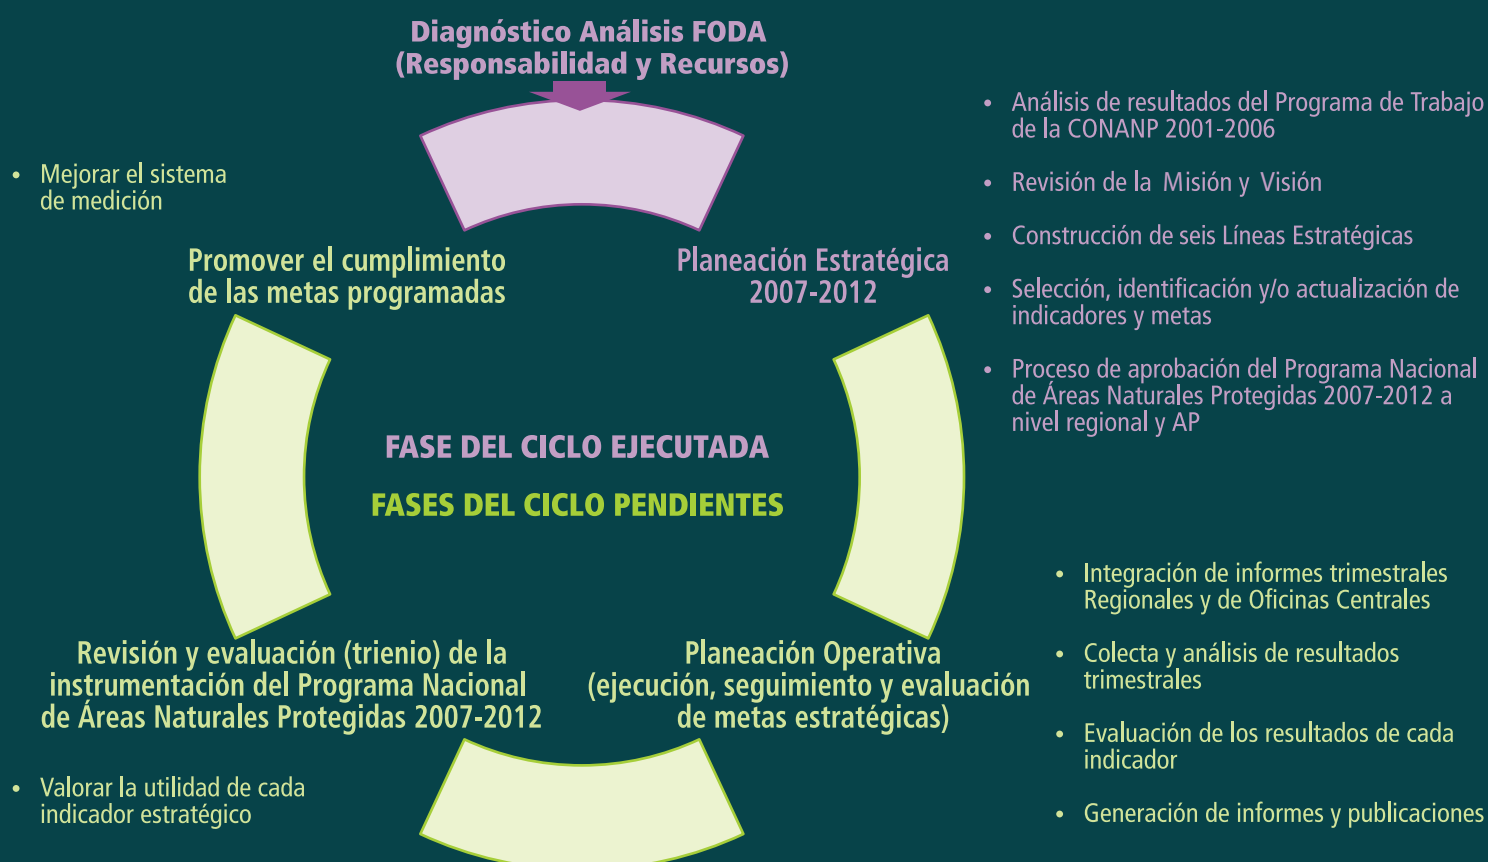 Diagnóstico Análisis FODA
(Responsabilidad y Recursos)
• Análisis de resultados del Programa de Trabajo
de la CONANP 2001-2006
• Revisión de la Misión y Visión
• Construcción de seis Líneas Estratégicas
• Selección, identificación y/o actualización de
indicadores y metas
• Proceso de aprobación del Programa Nacional
de Áreas Naturales Protegidas 2007-2012 a
nivel regional y AP
• Mejorar el sistema
de medición
Promover el cumplimiento
de las metas programadas
Planeación Estratégica
2007-2012
FASE DEL CICLO EJECUTADA
FASES DEL CICLO PENDIENTES
Revisión y evaluación (trienio) de la
instrumentación del Programa Nacional
de Áreas Naturales Protegidas 2007-2012
• Valorar la utilidad de cada
indicador estratégico
Planeación Operativa
(ejecución, seguimiento y evaluación
de metas estratégicas)
• Integración de informes trimestrales
Regionales y de Oficinas Centrales
• Colecta y análisis de resultados
trimestrales
• Evaluación de los resultados de cada
indicador
• Generación de informes y publicaciones